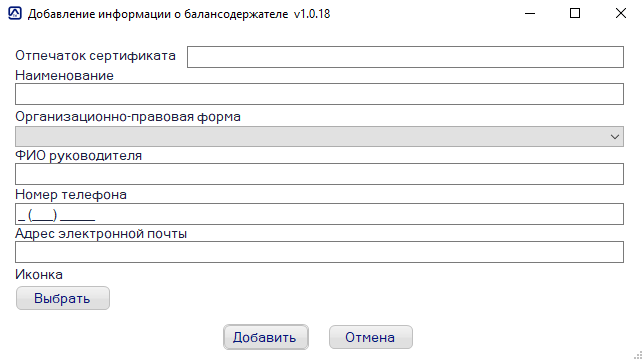 Добавление информации о балансодержателе v1.0.18
Отпечаток сертификата
Наименование
Организационно-правовая форма
ФИО руководителя
Номер телефона
_ (___) _____
Адрес электронной почты
Иконка
Выбрать
Добавить Отмена